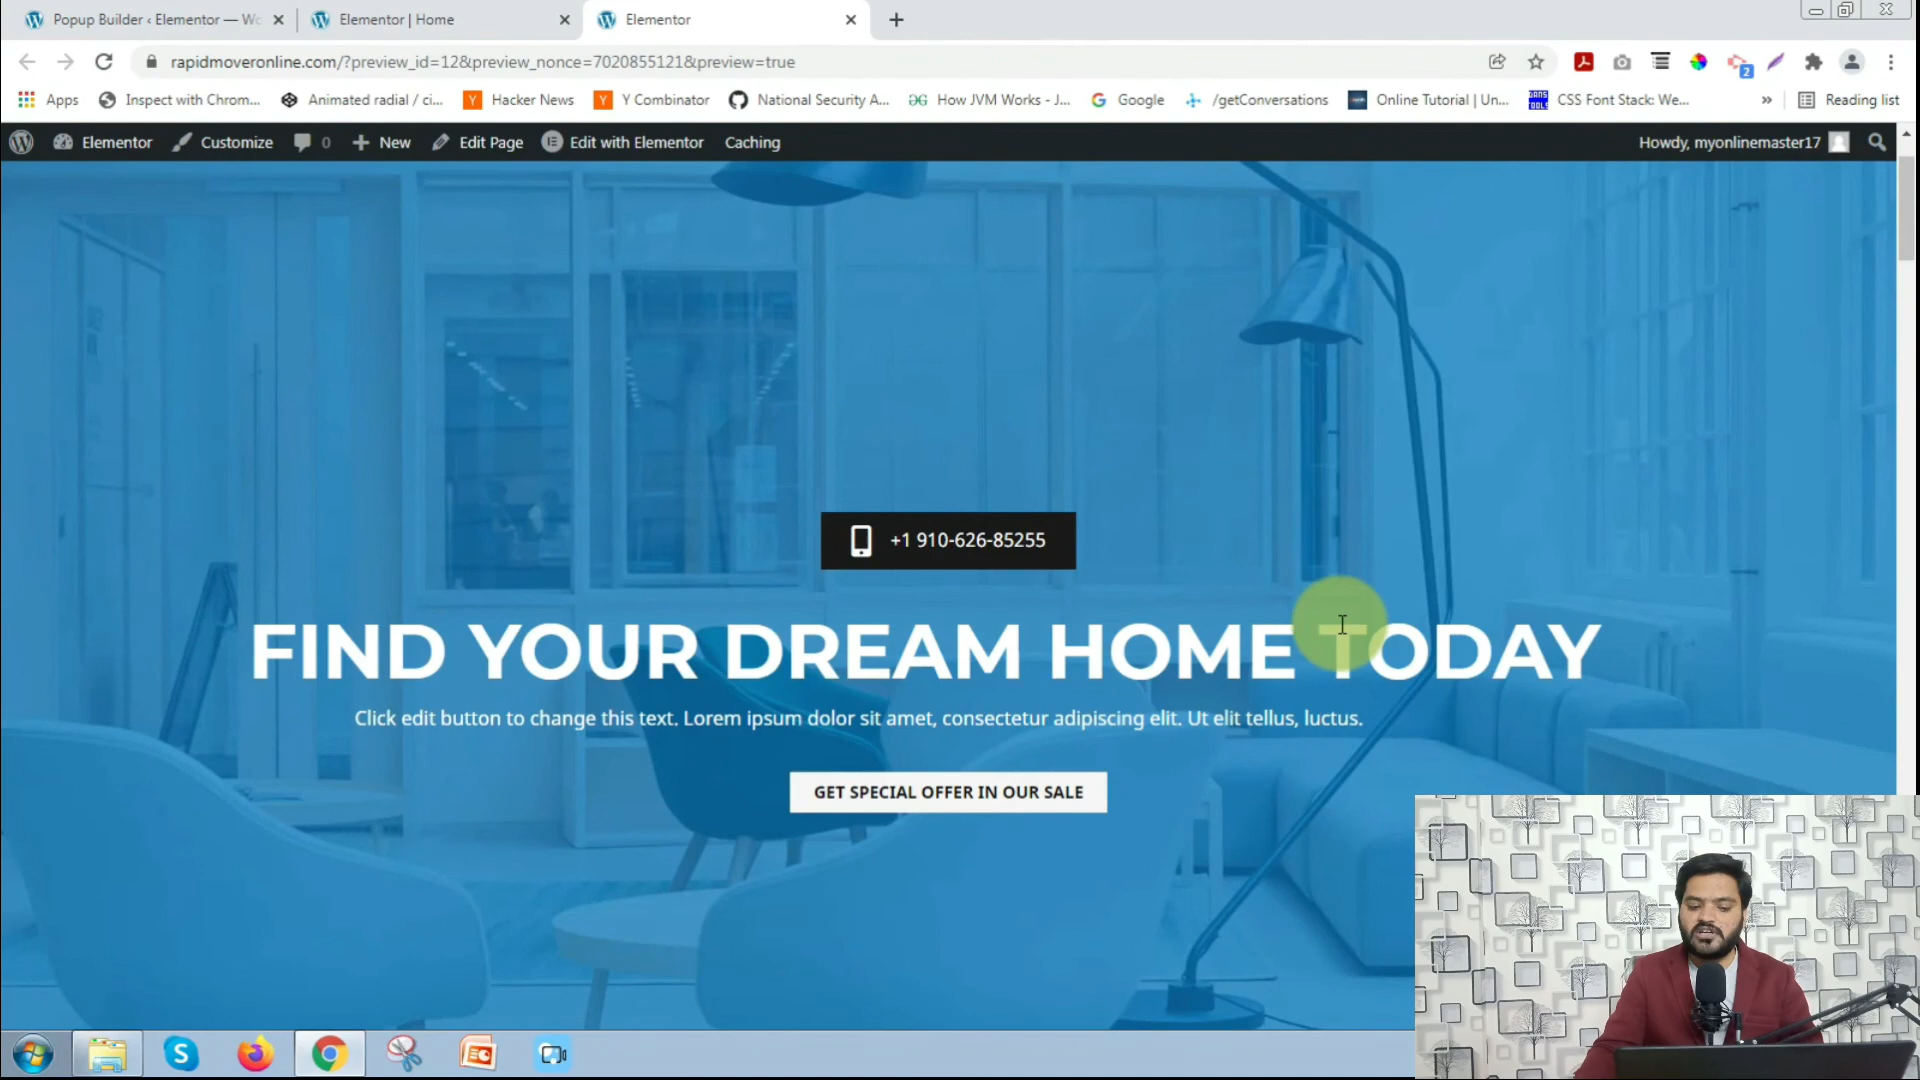 Popup Builder ‹ Elementor — Wo
Elementor | Home
Elementor
rapidmoveronline.com/?preview_id=12&preview_nonce=7020855121&preview=true
2
Apps
Inspect with Chrom...
Animated radial / ci...
Hacker News
Y Combinator
National Security A...
How JVM Works - J...
Google
/getConversations
Online Tutorial | Un...
CSS Font Stack: We...
»
Reading list
Elementor
Customize
0
New
Edit Page
Edit with Elementor
Caching
Howdy, myonlinemaster17
+1 910-626-85255
FIND YOUR DREAM HOME TODAY
Click edit button to change this text. Lorem ipsum dolor sit amet, consectetur adipiscing elit. Ut elit tellus, luctus.
GET SPECIAL OFFER IN OUR SALE